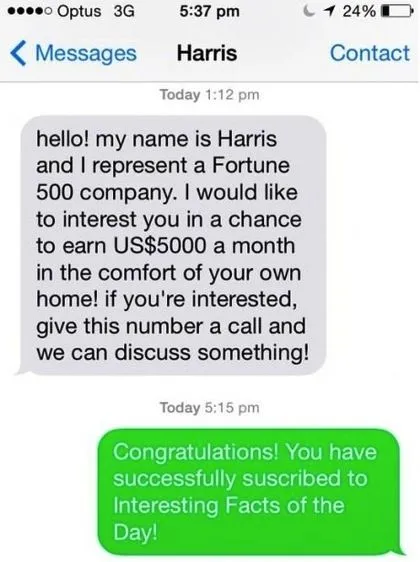 Optus 3G 5:37 pm 24%
Messages Harris Contact
Today 1:12 pm
hello! my name is Harris
and I represent a Fortune
500 company. I would like
to interest you in a chance
to earn US$5000 a month
in the comfort of your own
home! if you're interested,
give this number a call and
we can discuss something!
Today 5:15 pm
Congratulations! You have
successfully suscribed to
Interesting Facts of the
Day!